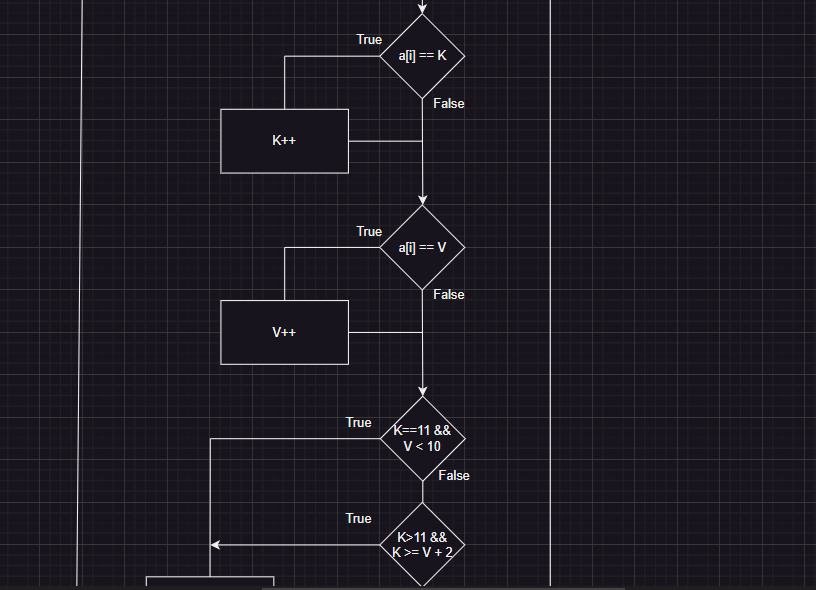 True
a[i] == K
False
K++
True
a[i] == V
False
V++
True
K==11 &&
V < 10
False
True
K>11 &&
K >= V + 2